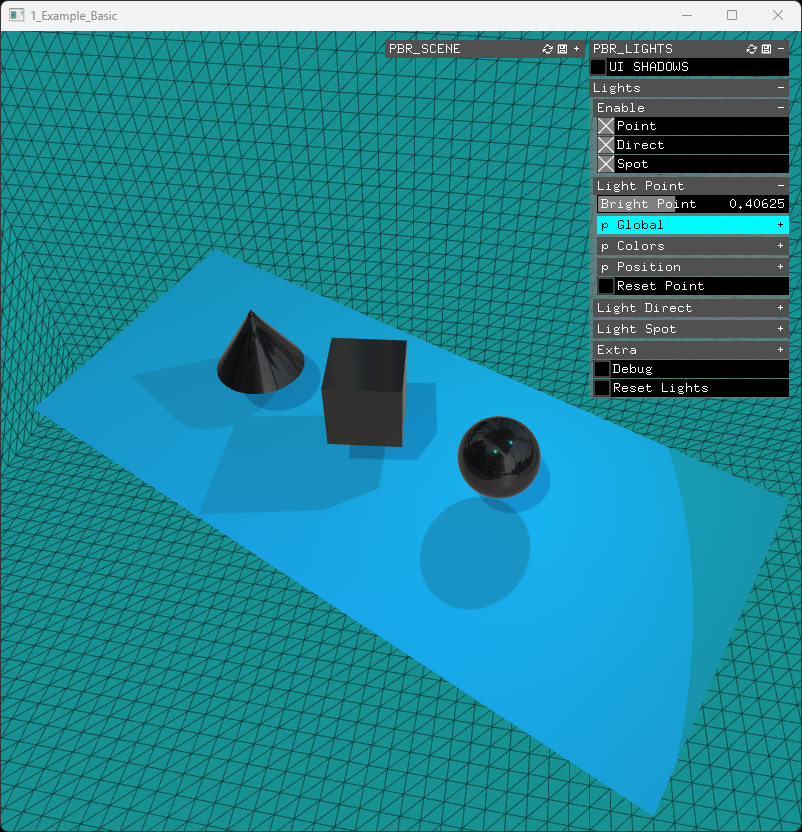 1_Example_Basic
PBR_SCENE
PBR_LIGHTS
UI SHADOWS
Lights
Enable
Point
Direct
Spot
Light Point
Bright Point 0.40625
p Global
p Colors
p Position
Reset Point
Light Direct
Light Spot
Extra
Debug
Reset Lights